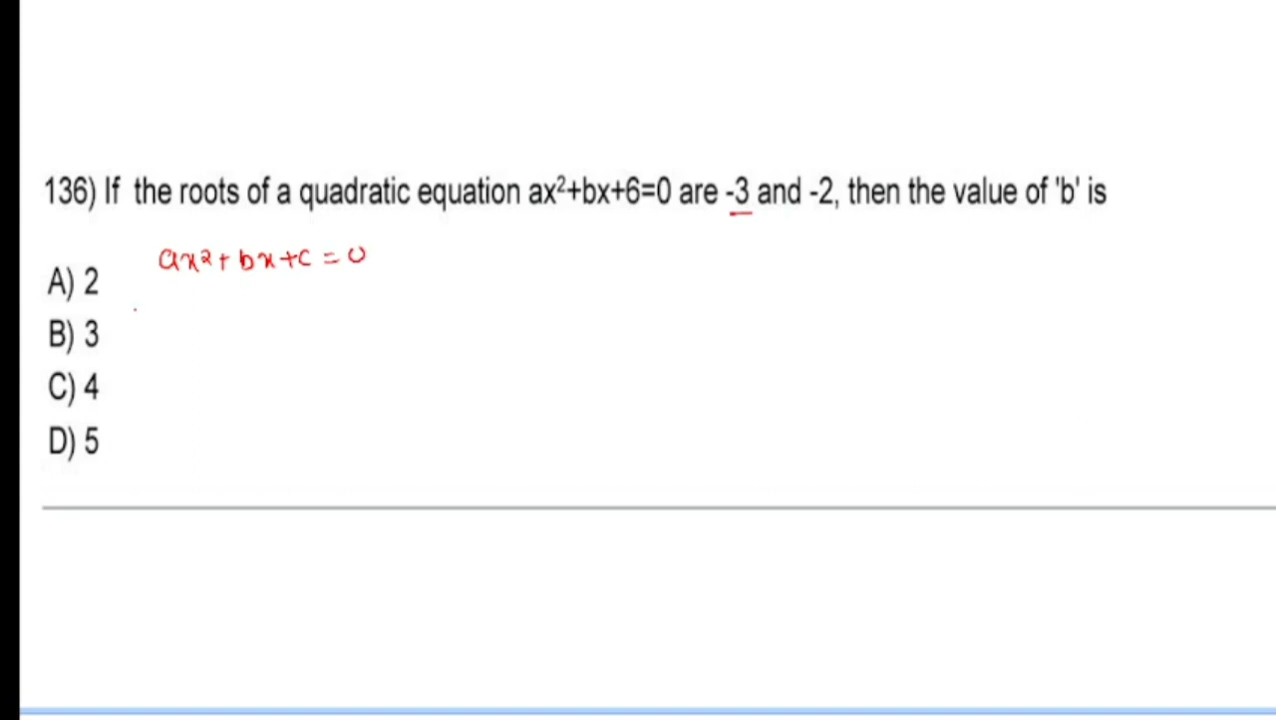 136) If the roots of a quadratic equation ax²+bx+6=0 are -3 and -2, then the value of 'b' is
ax²+bx+c=0
A) 2
B) 3
C) 4
D) 5